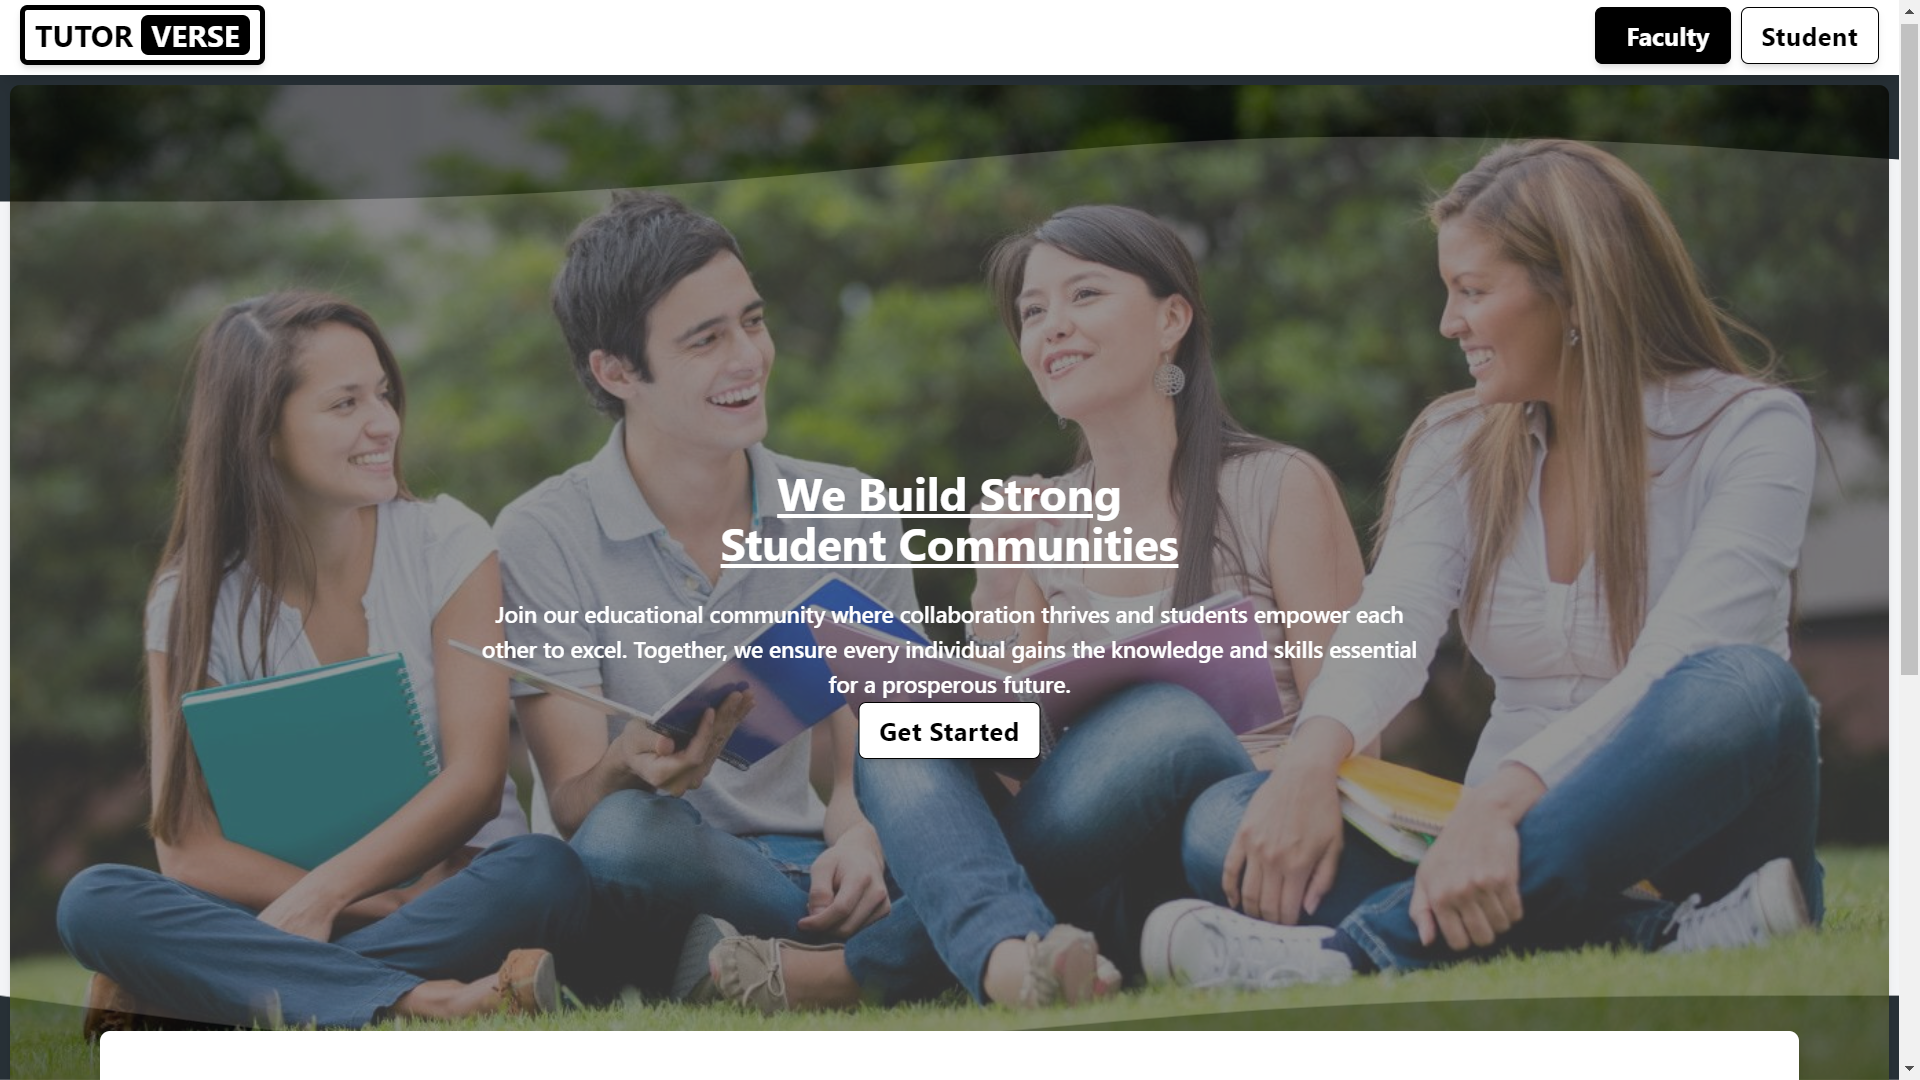 TUTOR VERSE
Faculty
Student
We Build Strong
Student Communities
Join our educational community where collaboration thrives and students empower each
other to excel. Together, we ensure every individual gains the knowledge and skills essential
for a prosperous future.
Get Started